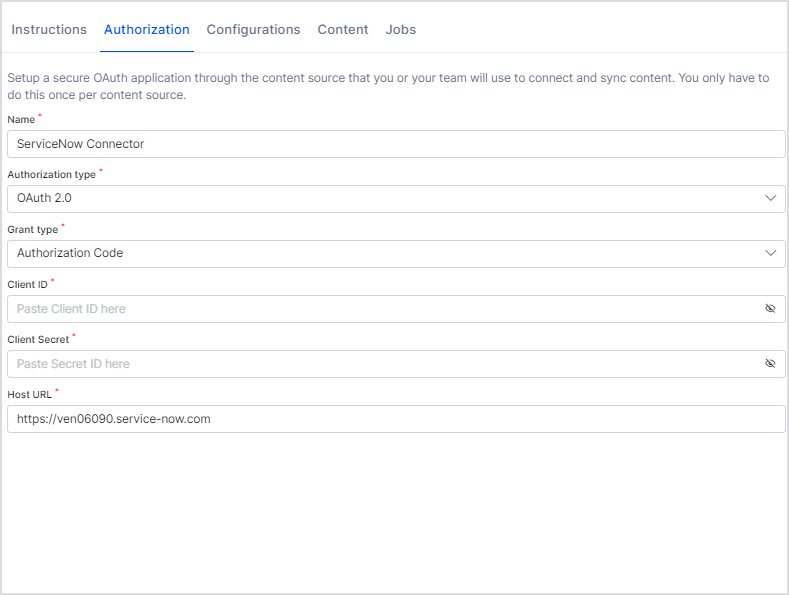 Instructions Authorization Configurations Content Jobs
Setup a secure OAuth application through the content source that you or your team will use to connect and sync content. You only have to
do this once per content source.
Name *
ServiceNow Connector
Authorization type *
OAuth 2.0
Grant type *
Authorization Code
Client ID *
Paste Client ID here
Client Secret *
Paste Secret ID here
Host URL *
https://ven06090.service-now.com